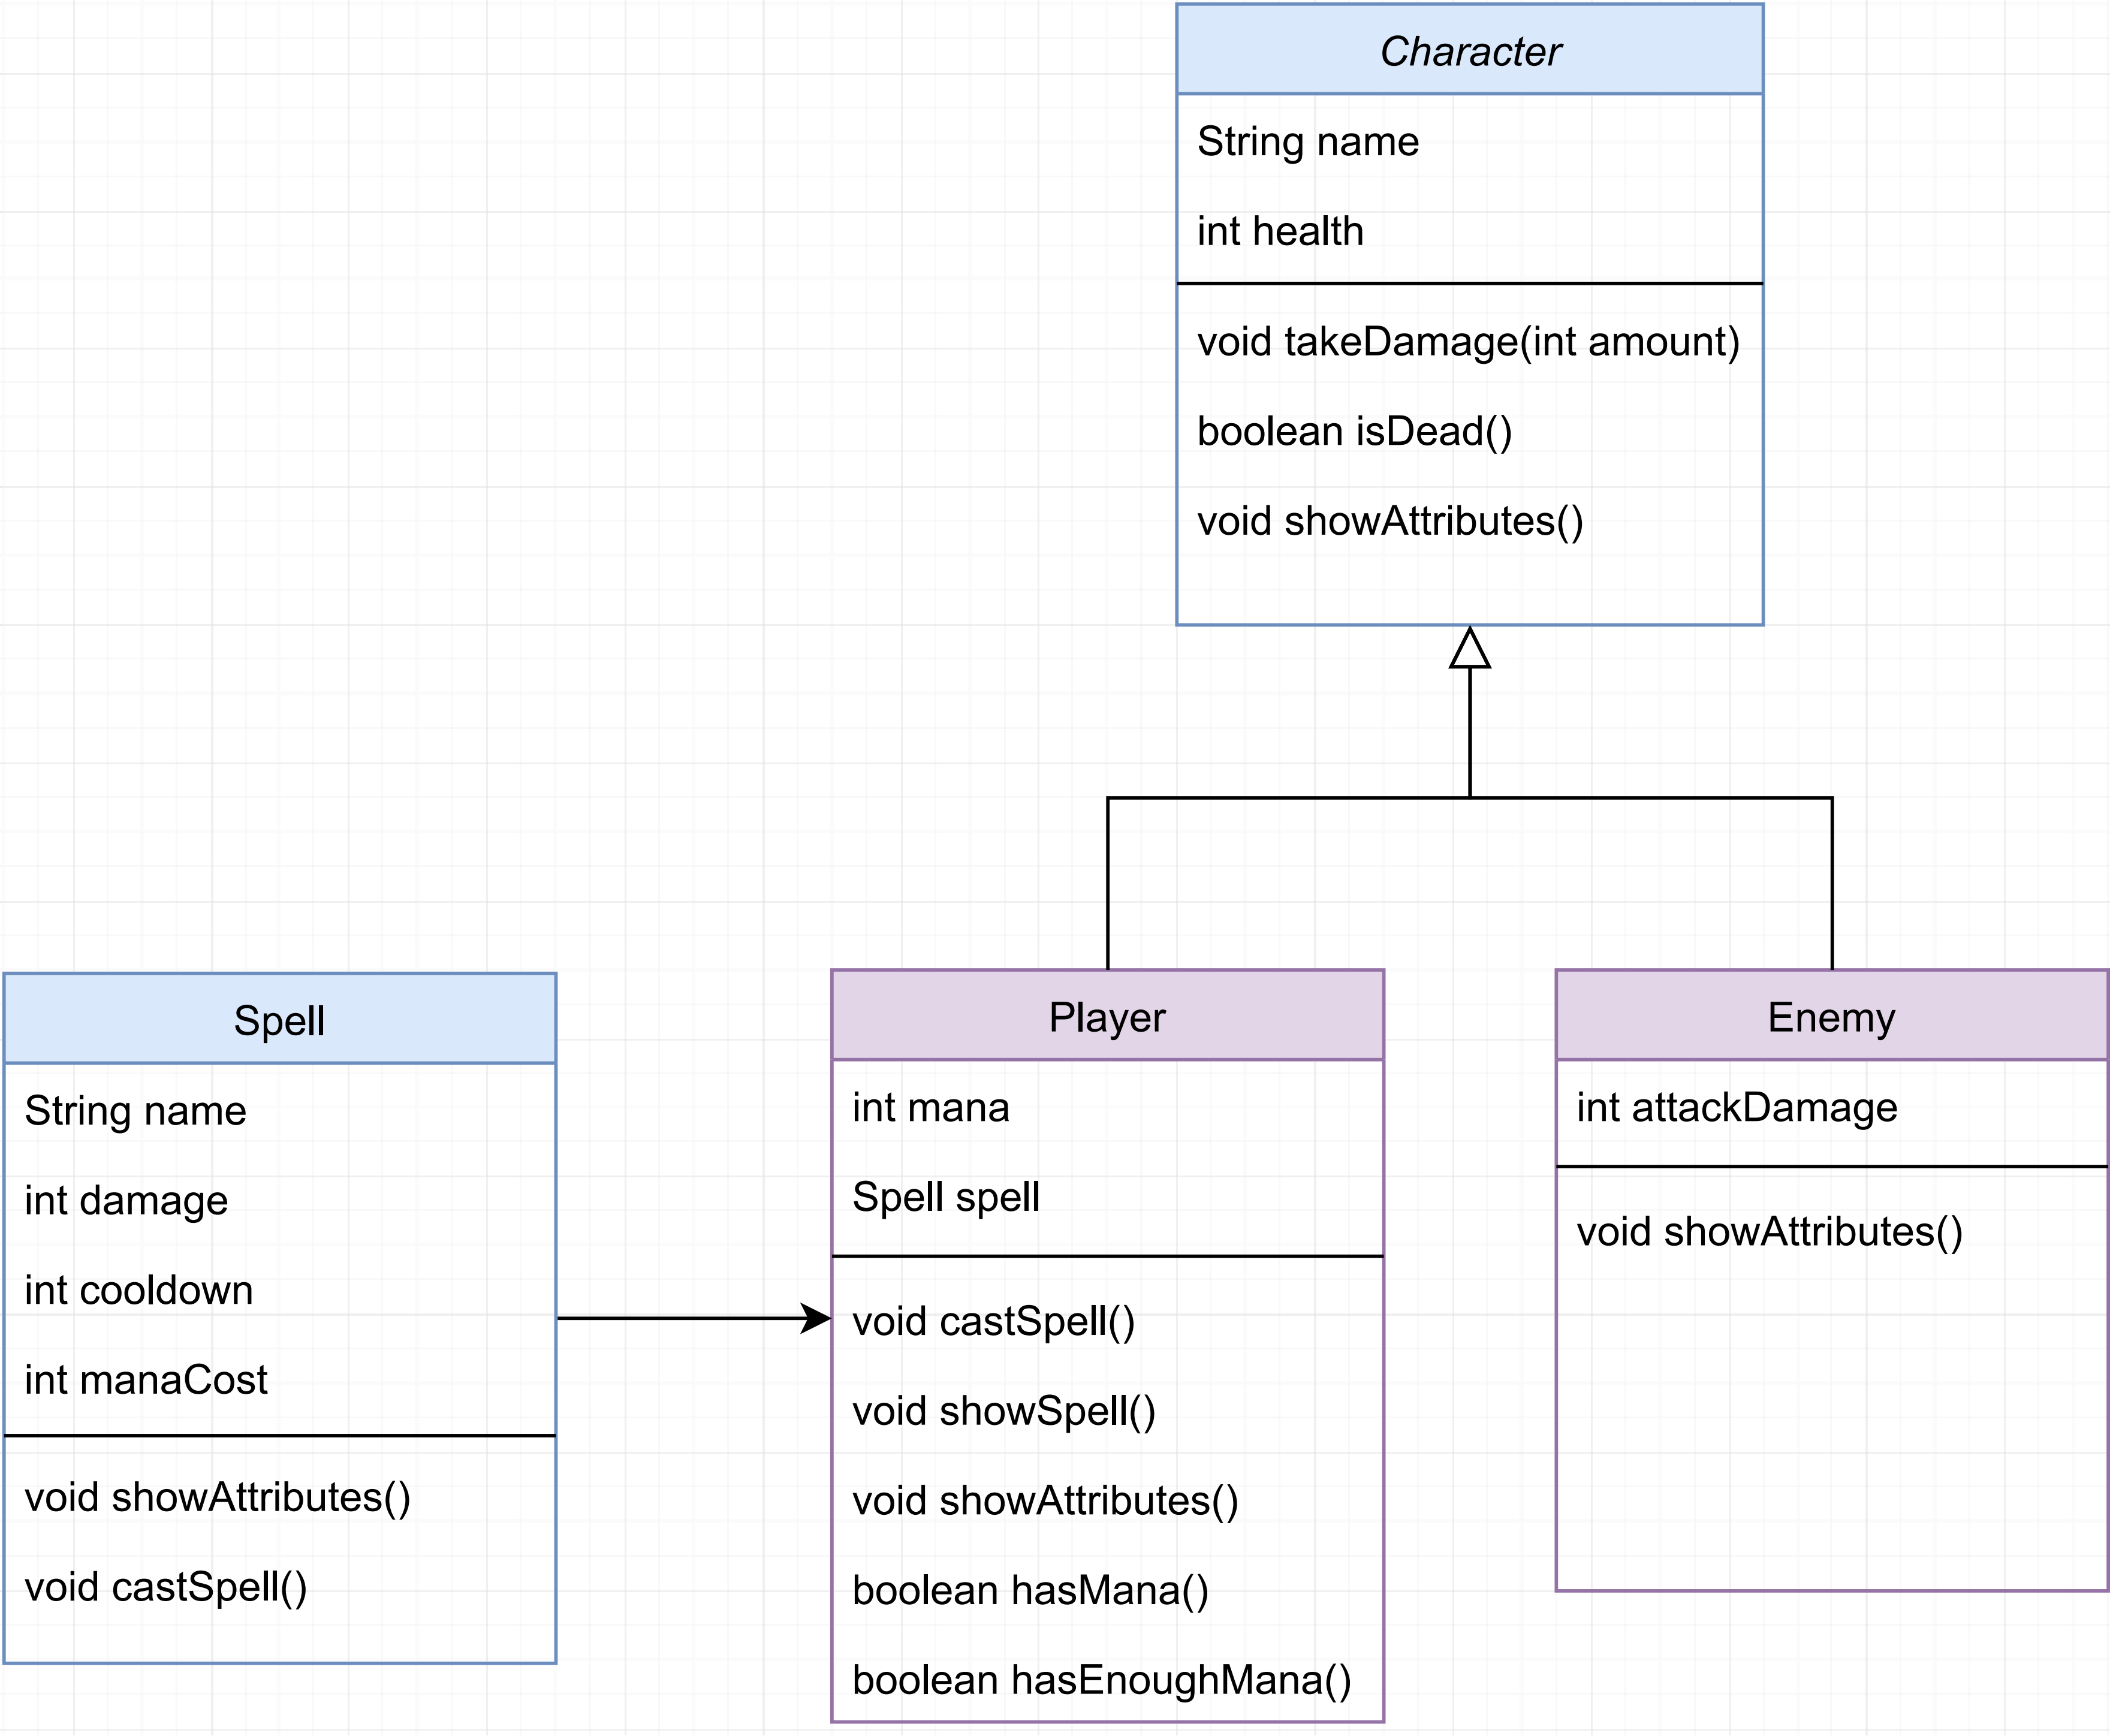 Character
String name
int health
void takeDamage(int amount)
boolean isDead()
void showAttributes()
Spell
String name
int damage
int cooldown
int manaCost
void showAttributes()
void castSpell()
Player
int mana
Spell spell
void castSpell()
void showSpell()
void showAttributes()
boolean hasMana()
boolean hasEnoughMana()
Enemy
int attackDamage
void showAttributes()